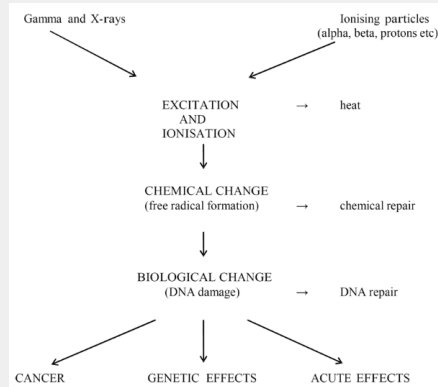 Gamma and X-rays
Ionising particles
(alpha, beta, protons etc)
EXCITATION → heat
AND
IONISATION
CHEMICAL CHANGE
(free radical formation) → chemical repair
BIOLOGICAL CHANGE
(DNA damage) → DNA repair
CANCER GENETIC EFFECTS ACUTE EFFECTS